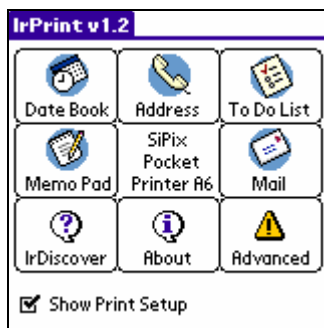 IrPrint v1.2
Date Book Address To Do List
SiPix
Pocket
Memo Pad Printer A6 Mail
IrDiscover About Advanced
Show Print Setup